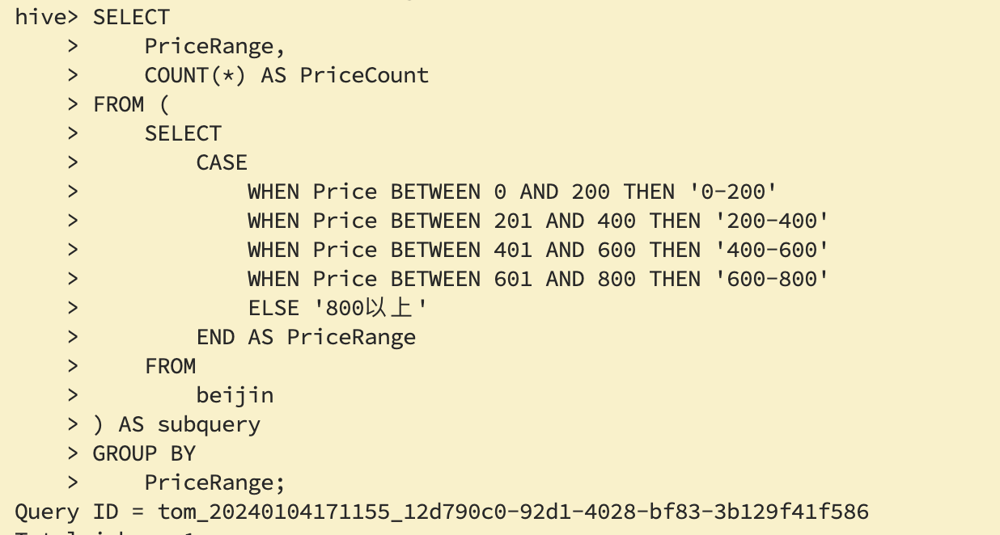 hive> SELECT
    >     PriceRange,
    >     COUNT(*) AS PriceCount
    > FROM (
    >     SELECT
    >         CASE
    >             WHEN Price BETWEEN 0 AND 200 THEN '0-200'
    >             WHEN Price BETWEEN 201 AND 400 THEN '200-400'
    >             WHEN Price BETWEEN 401 AND 600 THEN '400-600'
    >             WHEN Price BETWEEN 601 AND 800 THEN '600-800'
    >             ELSE '800以上'
    >         END AS PriceRange
    >     FROM
    >         beijin
    > ) AS subquery
    > GROUP BY
    >     PriceRange;
Query ID = tom_20240104171155_12d790c0-92d1-4028-bf83-3b129f41f586